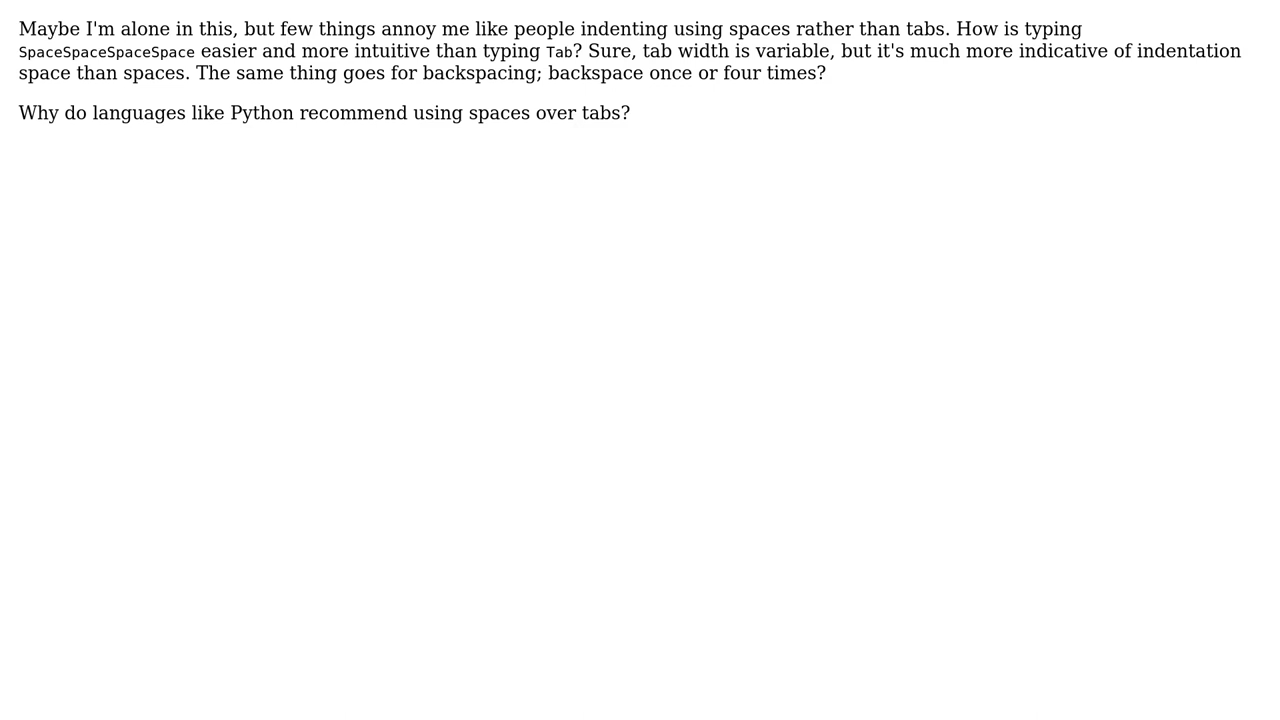 Maybe I'm alone in this, but few things annoy me like people indenting using spaces rather than tabs. How is typing
SpaceSpaceSpaceSpace easier and more intuitive than typing Tab? Sure, tab width is variable, but it's much more indicative of indentation
space than spaces. The same thing goes for backspacing; backspace once or four times?
Why do languages like Python recommend using spaces over tabs?